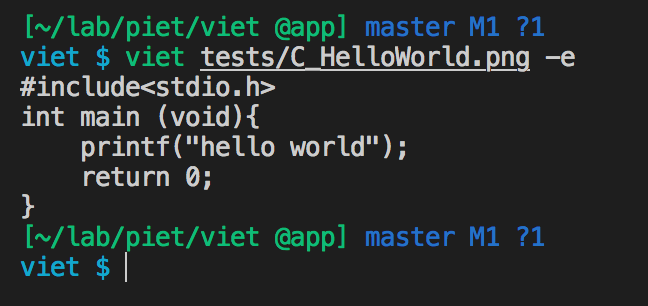 [~/lab/piet/viet @app] master M1 ?1
viet $ viet tests/C_HelloWorld.png -e
#include<stdio.h>
int main (void){
    printf("hello world");
    return 0;
}
[~/lab/piet/viet @app] master M1 ?1
viet $